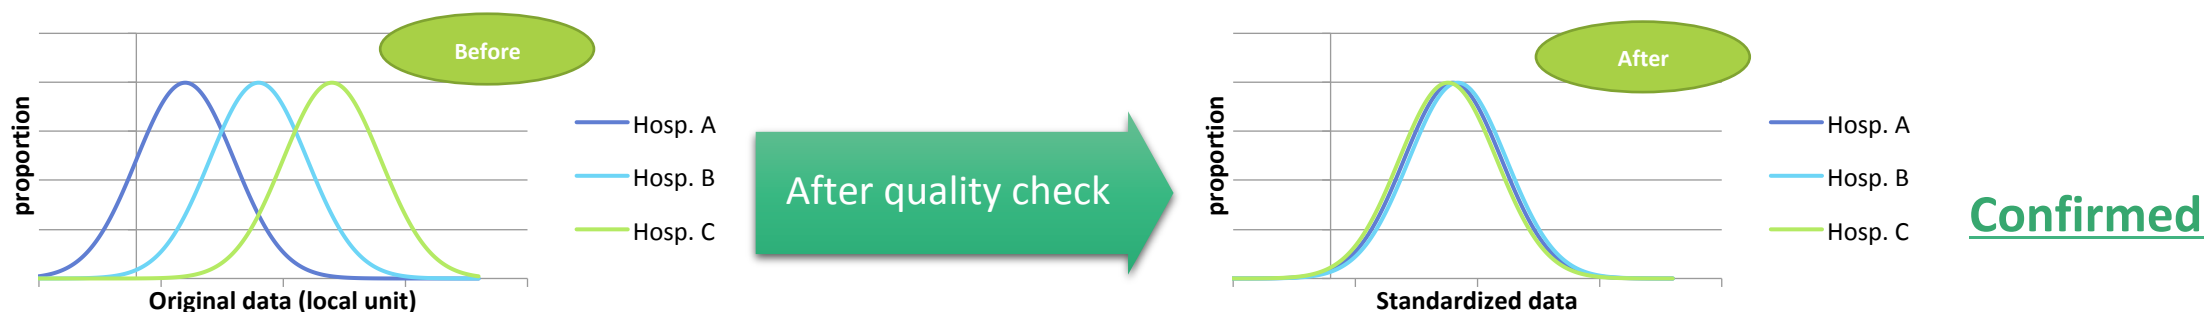 Before
proportion
Hosp. A
Hosp. B
Hosp. C
Original data (local unit)
After quality check
After
proportion
Hosp. A
Hosp. B
Hosp. C
Standardized data
Confirmed